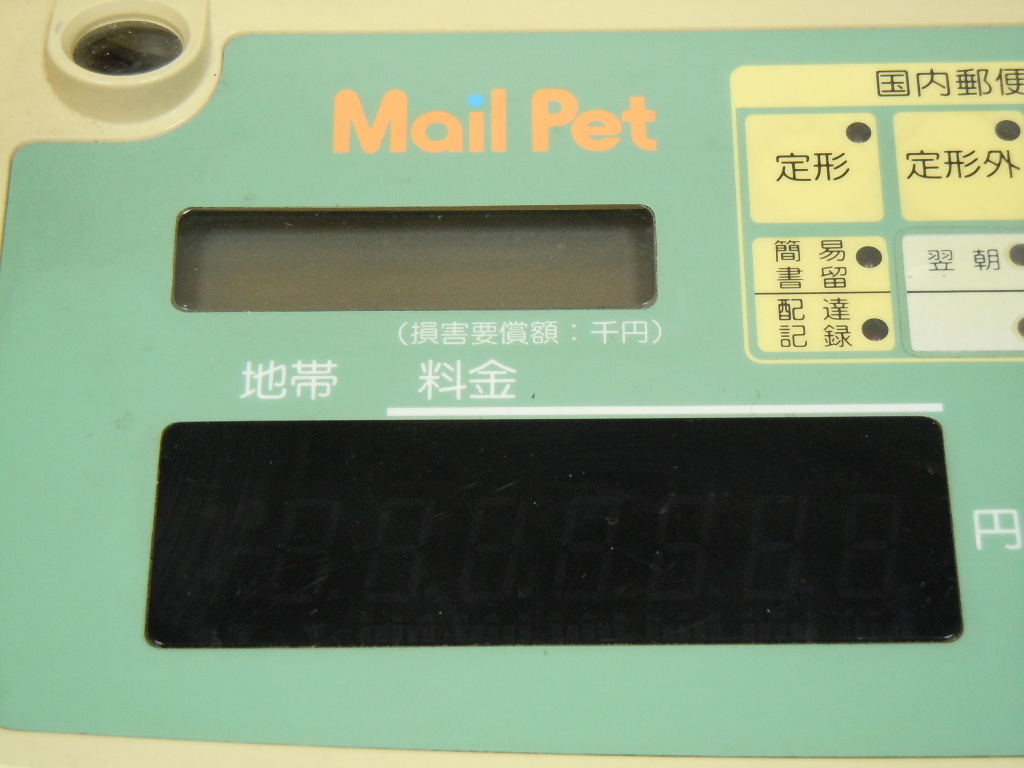 Mail Pet
国内郵便
定形
定形外
簡易
書留
翌朝
配達
記録
(損害要償額：千円)
地帯 料金
円